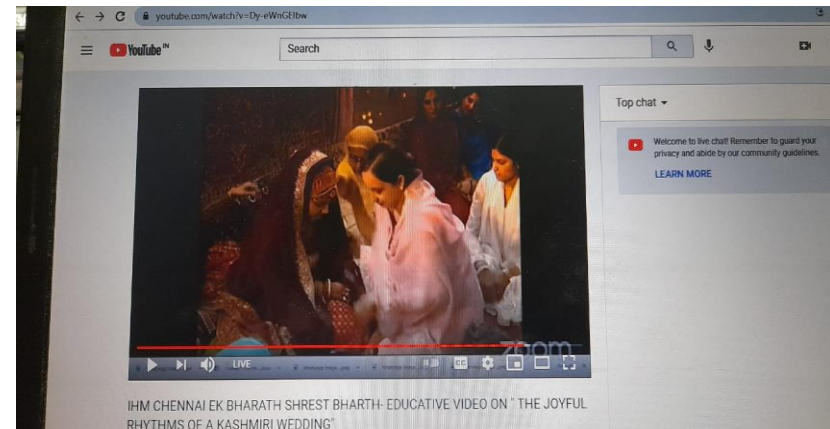 youtube.com/watch?v=Dy-eWnGEIbw
YouTube IN
Search
Top chat
Welcome to live chat! Remember to guard your
privacy and abide by our community guidelines.
LEARN MORE
zoom
LIVE
CC
IHM CHENNAI EK BHARATH SHREST BHARTH- EDUCATIVE VIDEO ON " THE JOYFUL
RHYTHMS OF A KASHMIRI WEDDING"